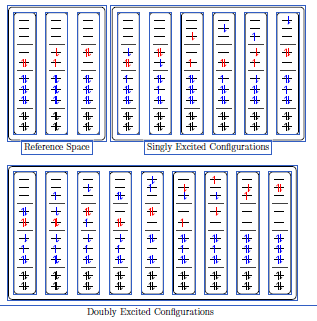 Reference Space
Singly Excited Configurations
Doubly Excited Configurations